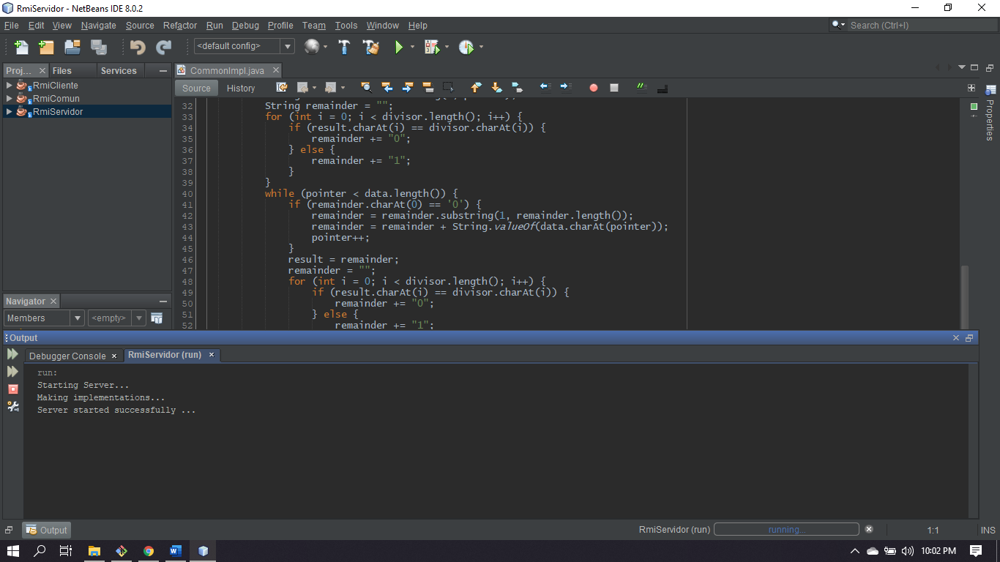 RmiServidor - NetBeans IDE 8.0.2
File Edit View Navigate Source Refactor Run Debug Profile Team Tools Window Help
Search (Ctrl+I)
<default config>
Proj... Files Services
CommonImpl.java
RmiCliente
RmiComun
RmiServidor
Source History
32 String remainder = "";
33 for (int i = 0; i < divisor.length(); i++) {
34 if (result.charAt(i) == divisor.charAt(i)) {
35 remainder += "0";
36 } else {
37 remainder += "1";
38 }
39 }
40 while (pointer < data.length()) {
41 if (remainder.charAt(0) == '0') {
42 remainder = remainder.substring(1, remainder.length());
43 remainder = remainder + String.valueOf(data.charAt(pointer));
44 pointer++;
45 }
46 result = remainder;
47 remainder = "";
48 for (int i = 0; i < divisor.length(); i++) {
49 if (result.charAt(i) == divisor.charAt(i)) {
50 remainder += "0";
51 } else {
52 remainder += "1";
Properties
Navigator
Members <empty>
Output
Debugger Console RmiServidor (run)
run:
Starting Server...
Making implementations...
Server started successfully ...
Output
RmiServidor (run) running... 1:1 INS
10:02 PM